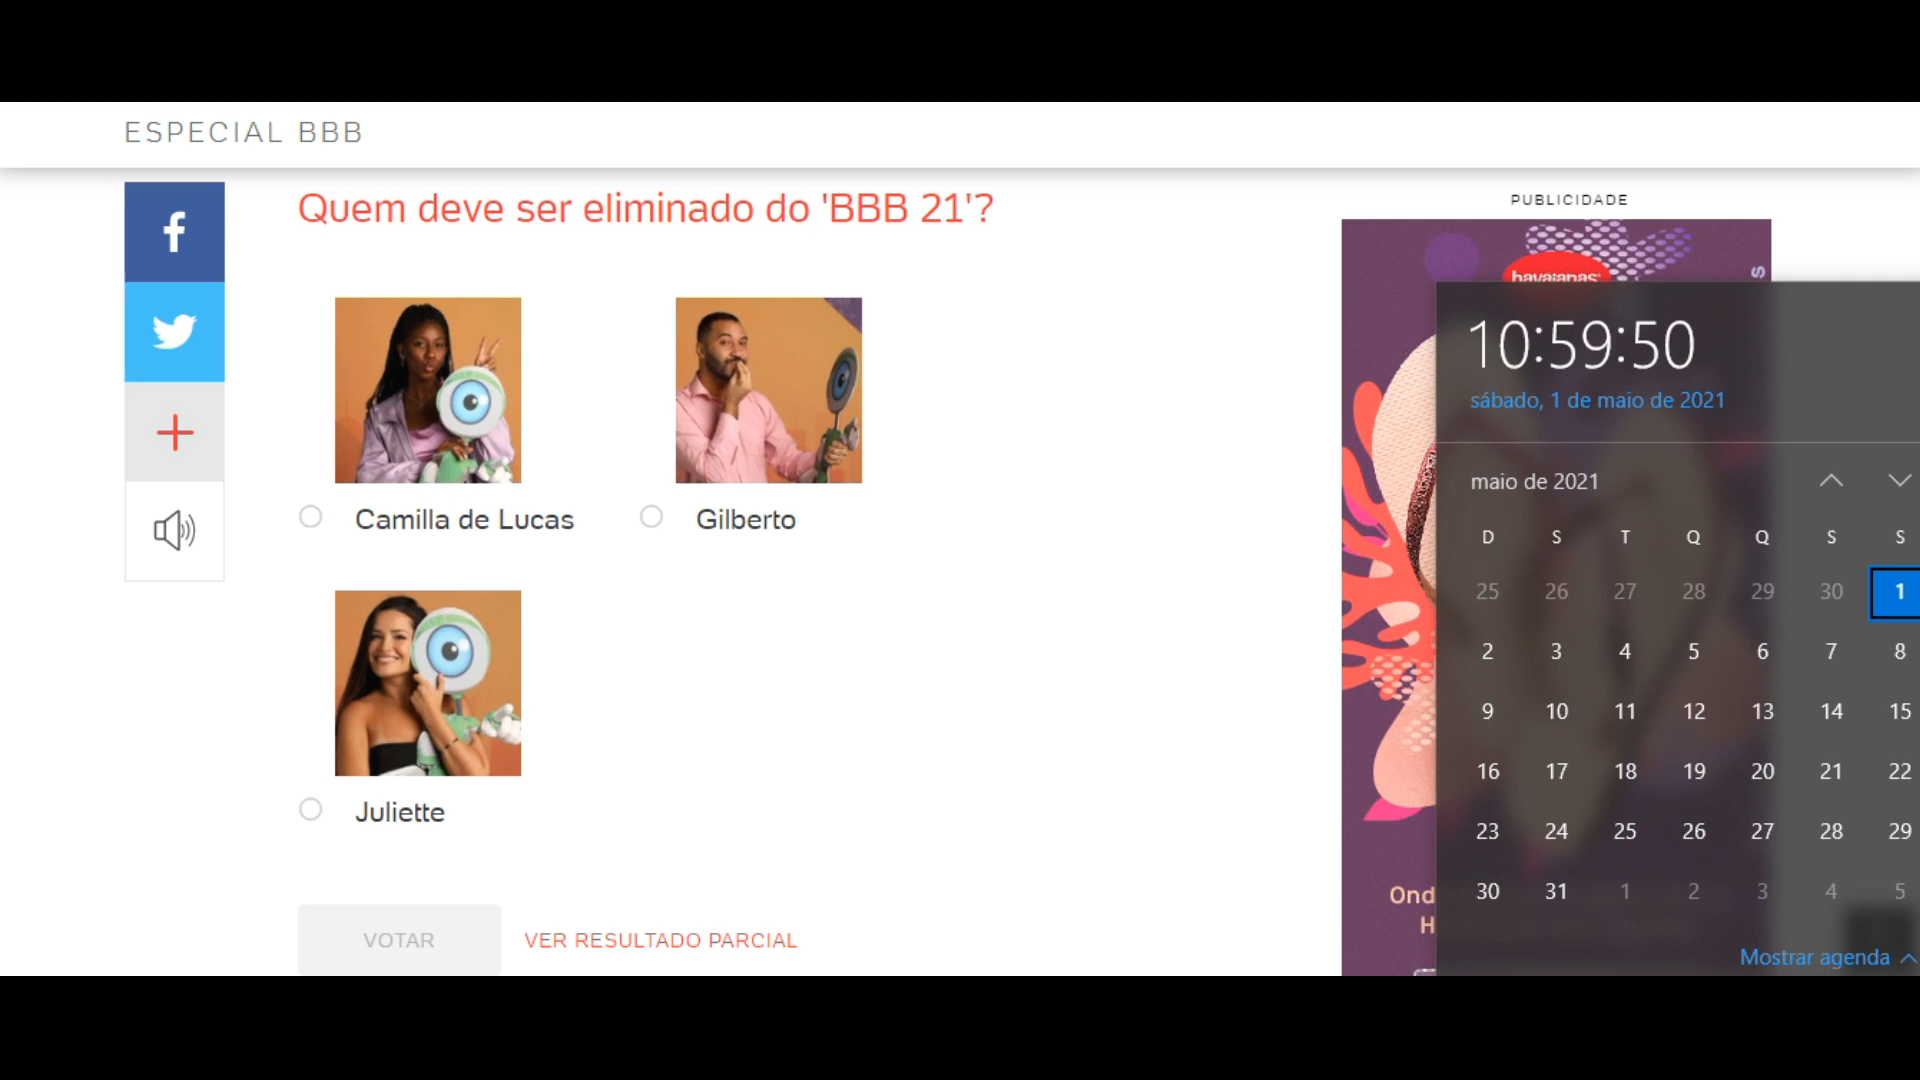 ESPECIAL BBB
Quem deve ser eliminado do 'BBB 21'?
Camilla de Lucas
Gilberto
Juliette
VOTAR
VER RESULTADO PARCIAL
PUBLICIDADE
havaianas
S
Ond
H
10:59:50
sábado, 1 de maio de 2021
maio de 2021
D S T Q Q S S
25 26 27 28 29 30 1
2 3 4 5 6 7 8
9 10 11 12 13 14 15
16 17 18 19 20 21 22
23 24 25 26 27 28 29
30 31 1 2 3 4 5
Mostrar agenda